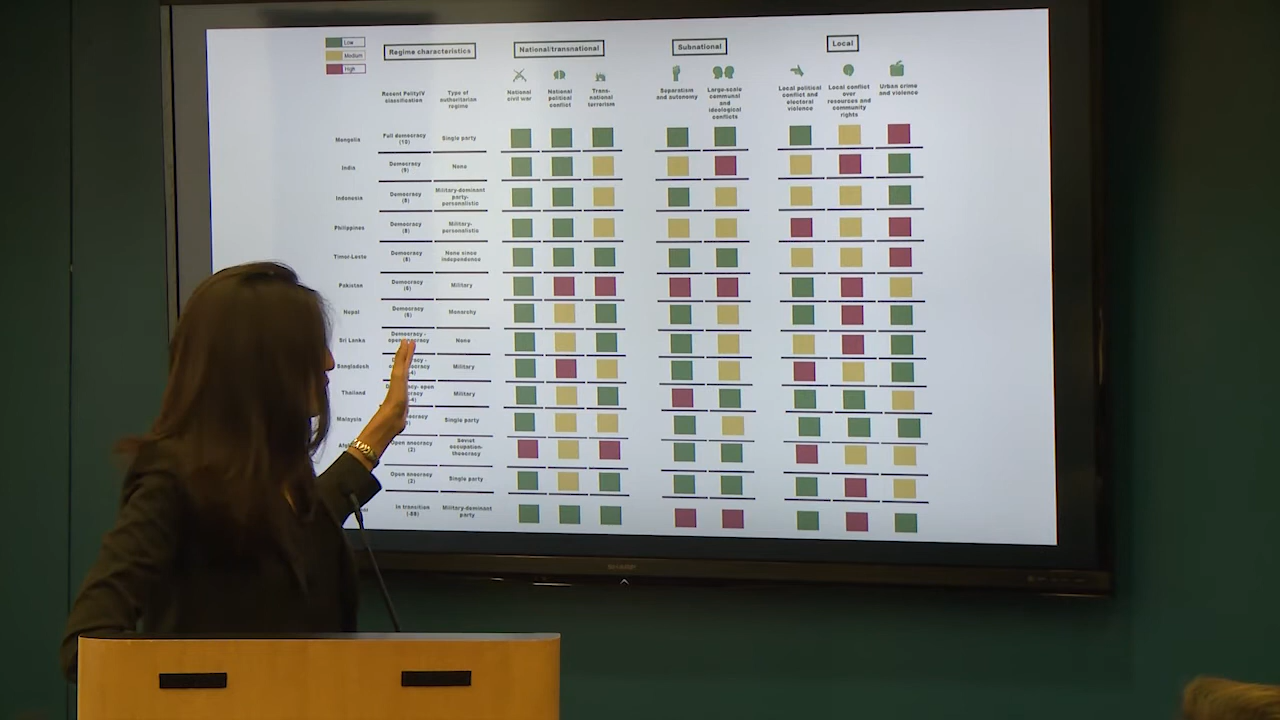 Low
Medium
High
Regime characteristics
National/transnational
Subnational
Local
Recent PolityIV classification
Type of authoritarian regime
National civil war
National political conflict
Trans-national terrorism
Separatism and autonomy
Large-scale communal and ideological conflicts
Local political conflict and electoral violence
Local conflict over resources and community rights
Urban crime and violence
Mongolia Full democracy (10) Single party
India Democracy (9) None
Indonesia Democracy (8) Military-dominant party-personalistic
Philippines Democracy (8) Military-personalistic
Timor-Leste Democracy (8) None since independence
Pakistan Democracy Military
Nepal Democracy (6) Monarchy
Sri Lanka Democracy - None
Bangladesh Military
Thailand open Military
Malaysia Single party
Open anocracy (2) Soviet occupation-theocracy
Open anocracy (2) Single party
In transition (-88) Military-dominant party
SHARP